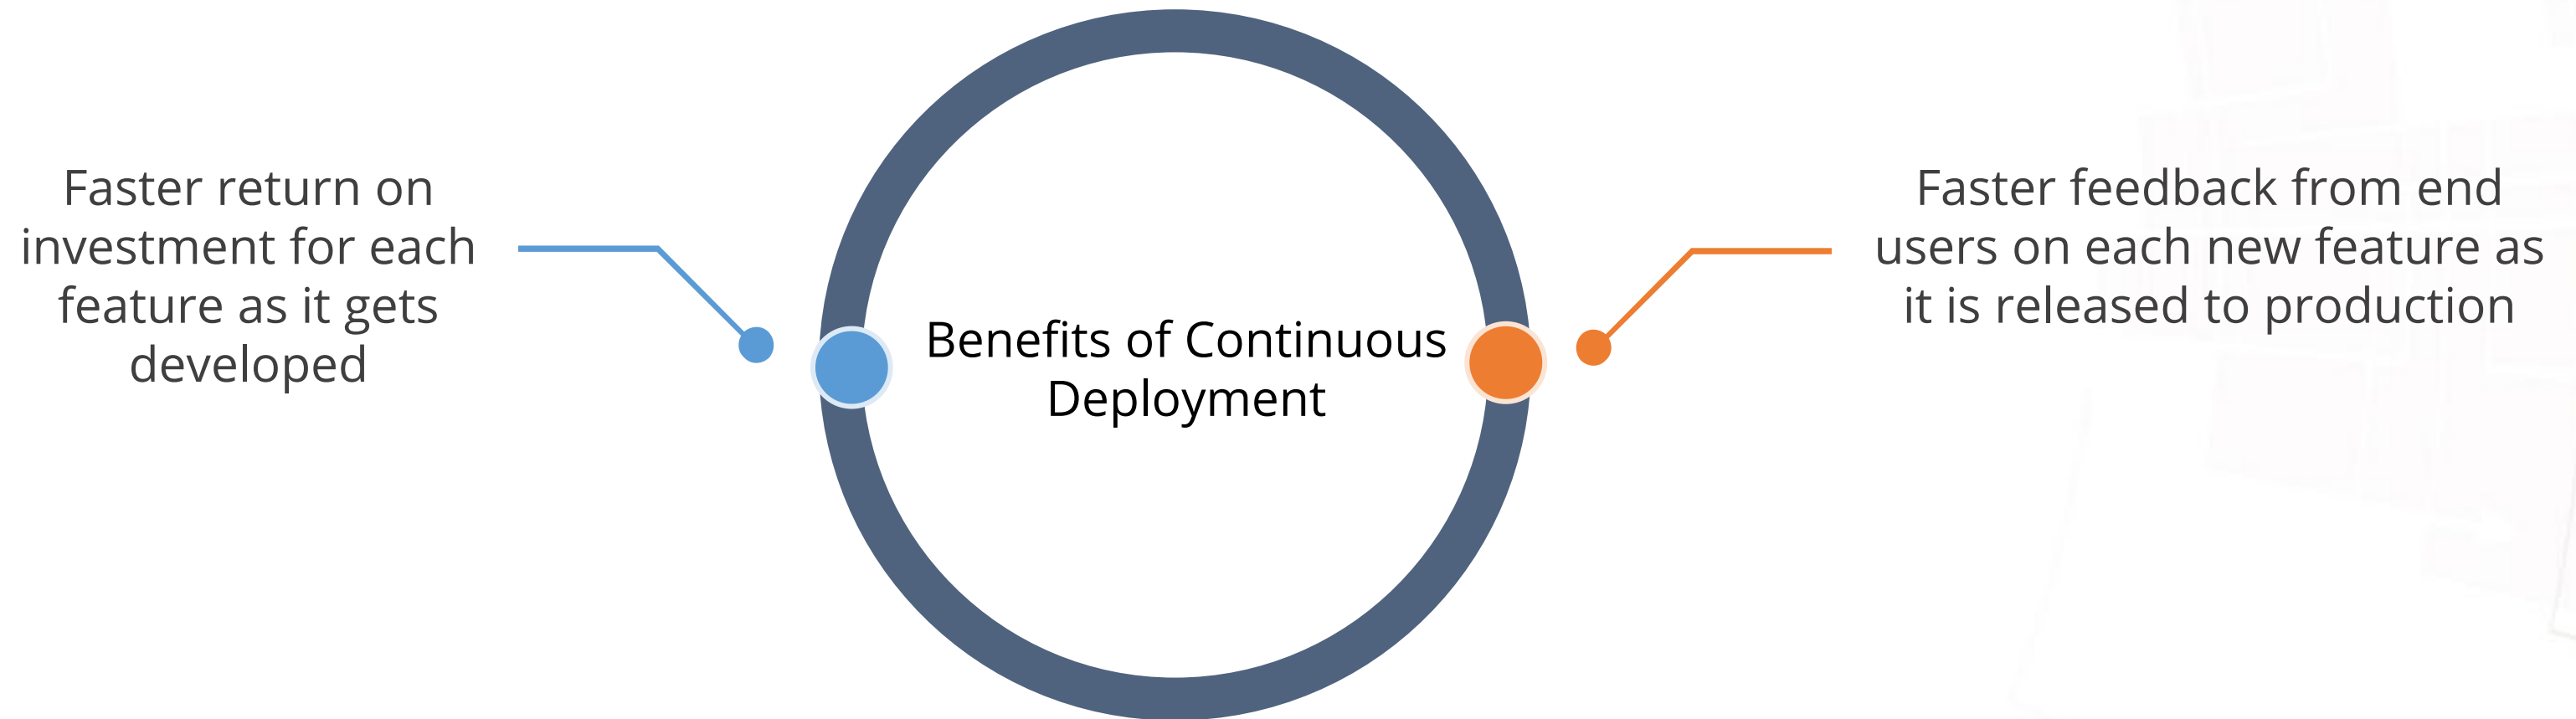 Faster return on
investment for each
feature as it gets
developed
Benefits of Continuous
Deployment
Faster feedback from end
users on each new feature as
it is released to production